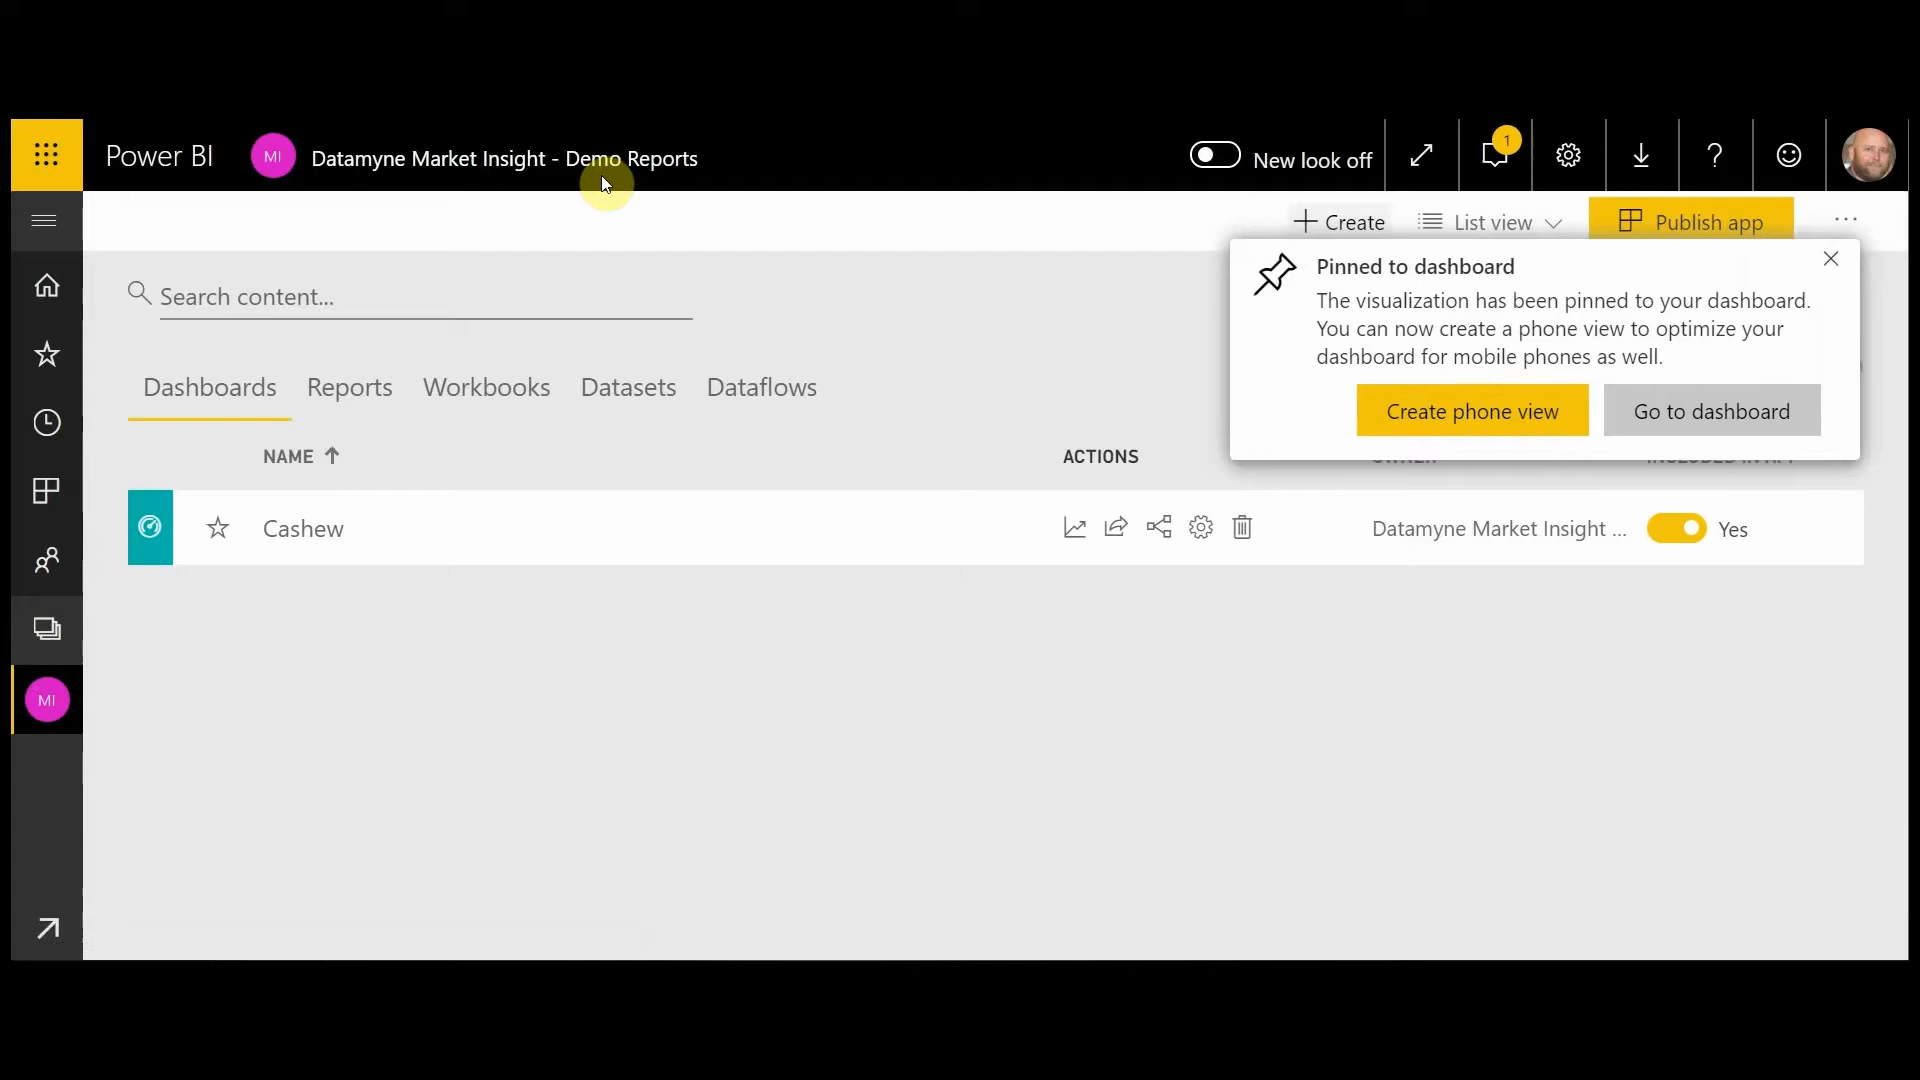 Power BI
MI
Datamyne Market Insight - Demo Reports
New look off
1
?
Create
List view
Publish app
Pinned to dashboard
The visualization has been pinned to your dashboard.
You can now create a phone view to optimize your
dashboard for mobile phones as well.
Create phone view
Go to dashboard
Search content...
Dashboards
Reports
Workbooks
Datasets
Dataflows
NAME
ACTIONS
Cashew
Datamyne Market Insight ...
Yes
MI